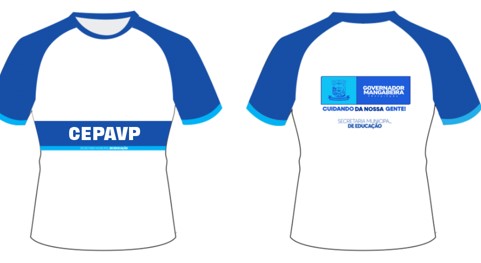 CEPAVP
GOVERNADOR
MANGABEIRA
CUIDANDO DA NOSSA GENTE!
SECRETARIA MUNICIPAL
DE EDUCAÇÃO